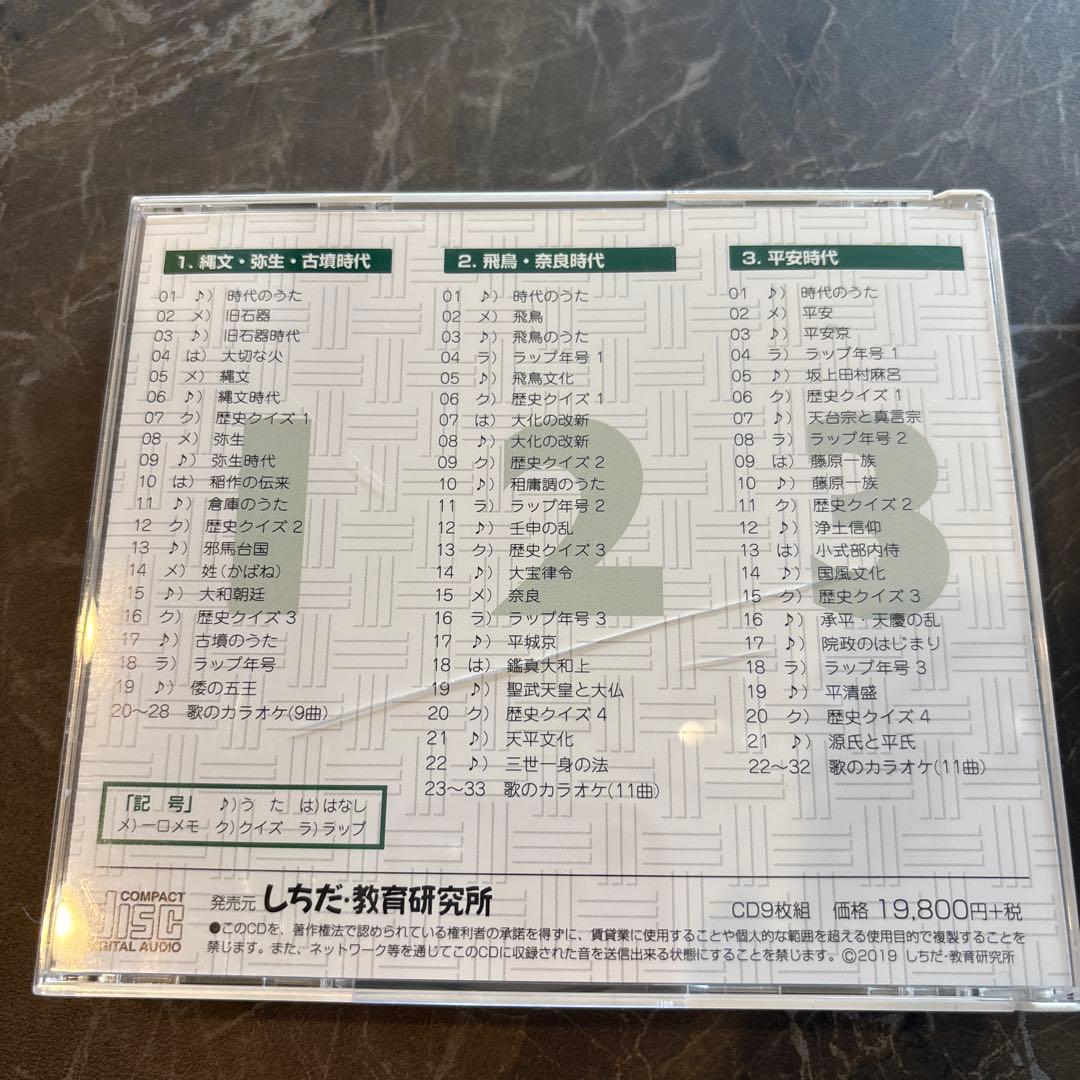 1. 縄文・弥生・古墳時代
01 ♪) 時代のうた
02 メ) 旧石器
03 ♪) 旧石器時代
04 は) 大切な火
05 メ) 縄文
06 ♪) 縄文時代
07 ク) 歴史クイズ 1
08 メ) 弥生
09 ♪) 弥生時代
10 は) 稲作の伝来
11 ♪) 倉庫のうた
12 ク) 歴史クイズ 2
13 ♪) 邪馬台国
14 メ) 姓(かばね)
15 ♪) 大和朝廷
16 ク) 歴史クイズ 3
17 ♪) 古墳のうた
18 ラ) ラップ年号
19 ♪) 倭の五王
20〜28 歌のカラオケ(9曲)
2. 飛鳥・奈良時代
01 ♪) 時代のうた
02 メ) 飛鳥
03 ♪) 飛鳥のうた
04 ラ) ラップ年号 1
05 ♪) 飛鳥文化
06 ク) 歴史クイズ 1
07 は) 大化の改新
08 ♪) 大化の改新
09 ク) 歴史クイズ 2
10 ♪) 租庸調のうた
11 ラ) ラップ年号 2
12 ♪) 壬申の乱
13 ク) 歴史クイズ 3
14 ♪) 大宝律令
15 メ) 奈良
16 ラ) ラップ年号 3
17 ♪) 平城京
18 は) 鑑真大和上
19 ♪) 聖武天皇と大仏
20 ク) 歴史クイズ 4
21 ♪) 天平文化
22 ♪) 三世一身の法
23〜33 歌のカラオケ(11曲)
3. 平安時代
01 ♪) 時代のうた
02 メ) 平安
03 ♪) 平安京
04 ラ) ラップ年号 1
05 ♪) 坂上田村麻呂
06 ク) 歴史クイズ 1
07 ♪) 天台宗と真言宗
08 ラ) ラップ年号 2
09 は) 藤原一族
10 ♪) 藤原一族
11 ク) 歴史クイズ 2
12 ♪) 浄土信仰
13 は) 小式部内侍
14 ♪) 国風文化
15 ク) 歴史クイズ 3
16 ♪) 承平・天慶の乱
17 ♪) 院政のはじまり
18 ラ) ラップ年号 3
19 ♪) 平清盛
20 ク) 歴史クイズ 4
21 ♪) 源氏と平氏
22〜32 歌のカラオケ(11曲)
1 2 3
「記 号」 ♪)う た は)はなし
メ)一口メモ ク)クイズ ラ)ラップ
COMPACT
DISC
DIGITAL AUDIO
発売元 しちだ・教育研究所
CD9枚組 価格 19,800円+税
●このCDを、著作権法で認められている権利者の承諾を得ずに、賃貸業に使用することや個人的な範囲を超える使用目的で複製することを
禁じます。また、ネットワーク等を通じてこのCDに収録された音を送信出来る状態にすることを禁じます。©2019 しちだ・教育研究所